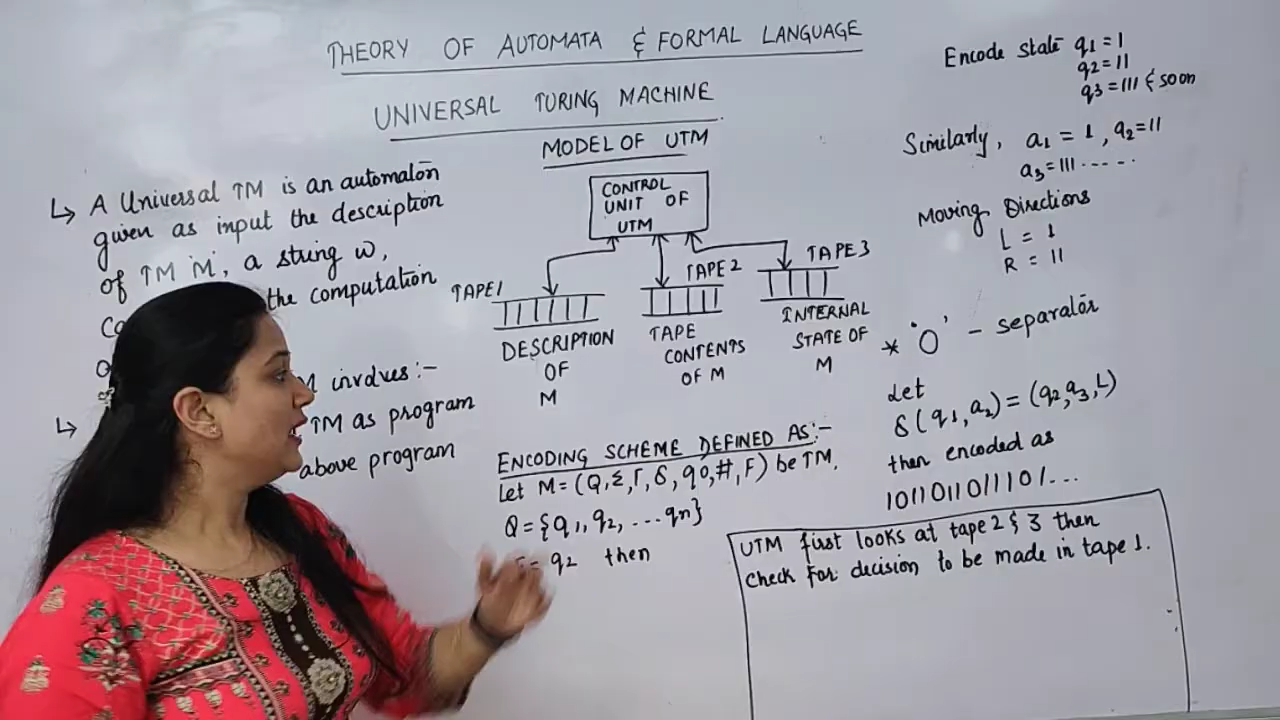 THEORY OF AUTOMATA & FORMAL LANGUAGE
UNIVERSAL TURING MACHINE
MODEL OF UTM
↳ A Universal TM is an automaton
given as input the description
of TM 'M', a string w,
the computation
↳ involves:-
TM as program
above program
CONTROL
UNIT OF
UTM
TAPE1
DESCRIPTION
OF
M
TAPE 2
TAPE
CONTENTS
OF M
TAPE 3
INTERNAL
STATE OF
M
ENCODING SCHEME DEFINED AS:-
Let M = (Q, Σ, Γ, δ, q0, #, F) be TM.
Q = {q1, q2, ... qn}
= q2 then
Encode state q1 = 1
q2 = 11
q3 = 111 & soon
Similarly, a1 = 1, a2 = 11
a3 = 111 .....
Moving Directions
L = 1
R = 11
* '0' - separator
Let
δ(q1, a2) = (q2, a3, L)
then encoded as
1011011011101...
UTM first looks at tape 2 & 3 then
check for decision to be made in tape 1.